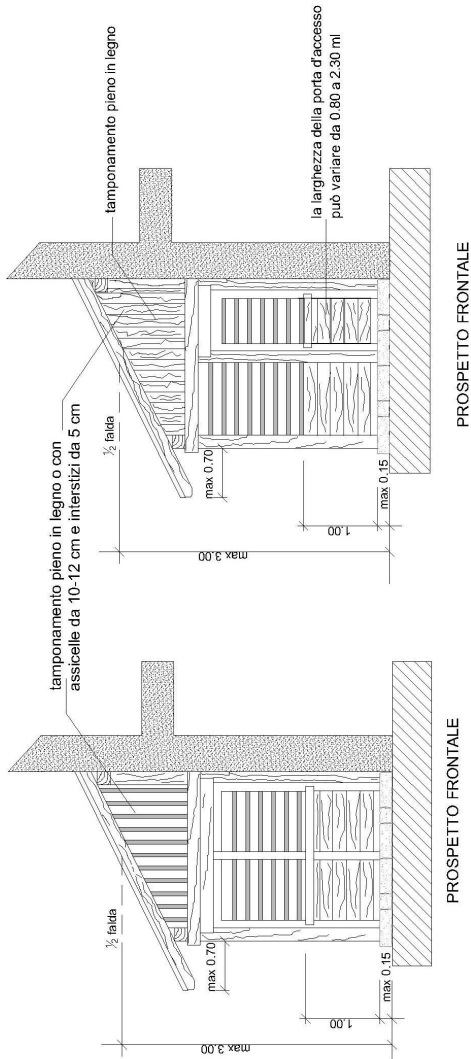 tamponamento pieno in legno o con
assicelle da 10-12 cm e interstizi da 5 cm
½ falda
max 3.00
max 0.70
1.00
max 0.15
PROSPETTO FRONTALE
tamponamento pieno in legno
½ falda
max 3.00
max 0.70
1.00
max 0.15
la larghezza della porta d'accesso
può variare da 0.80 a 2.30 ml
PROSPETTO FRONTALE